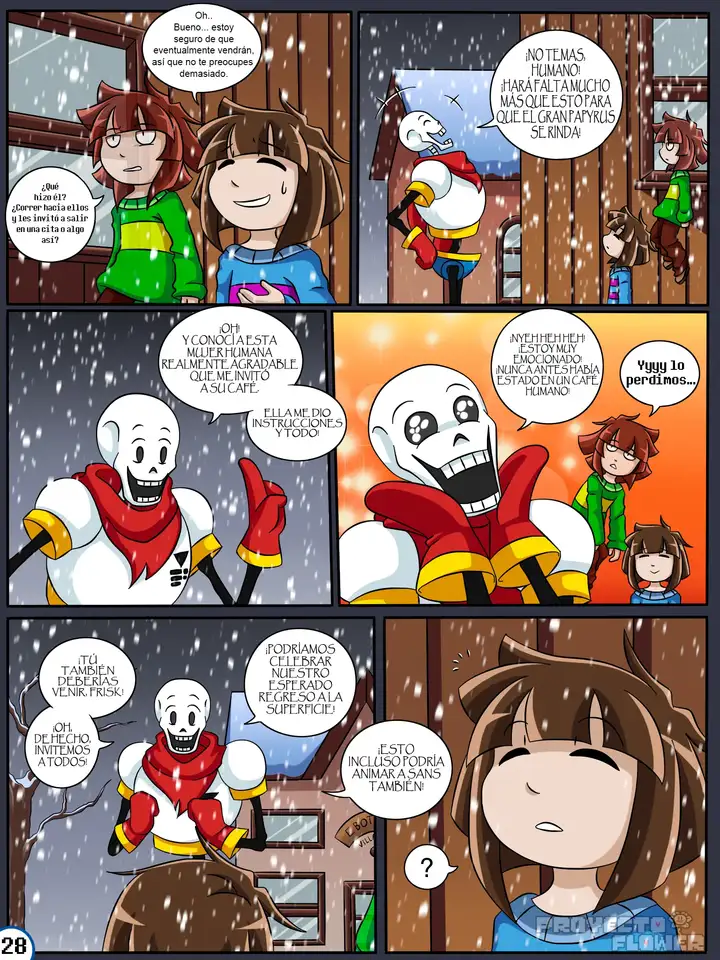 Oh..
Bueno... estoy
seguro de que
eventualmente vendrán,
así que no te preocupes
demasiado.
¿Qué
hizo él?
¿Correr hacia ellos
y les invitó a salir
en una cita o algo
asi?
¡NO TEMAS,
HUMANO!
¡HARÁ FALTA MUCHO
MÁS QUE ESTO PARA
QUE EL GRAN PAPYRUS
SE RINDA!
¡OH!
Y CONOCÍ A ESTA
MUJER HUMANA
REALMENTE AGRADABLE
QUE ME INVITÓ
A SU CAFÉ.
ELLA ME DIO
INSTRUCCIONES
Y TODO!
¡NYEH HEH HEH!
¡ESTOY MUY
EMOCIONADO!
¡NUNCA ANTES HABÍA
ESTADO EN UN CAFÉ
HUMANO!
Yyyy lo
perdimos...
¡TÚ
TAMBIÉN
DEBERÍAS
VENIR, FRISK!
¡OH,
DE HECHO,
INVITEMOS
A TODOS!
¡PODRÍAMOS
CELEBRAR
NUESTRO
ESPERADO
REGRESO A LA
SUPERFICIE!
¡ESTO
INCLUSO PODRÍA
ANIMAR A SANS
TAMBIÉN!
?
28
PROYECTO
FLOWER